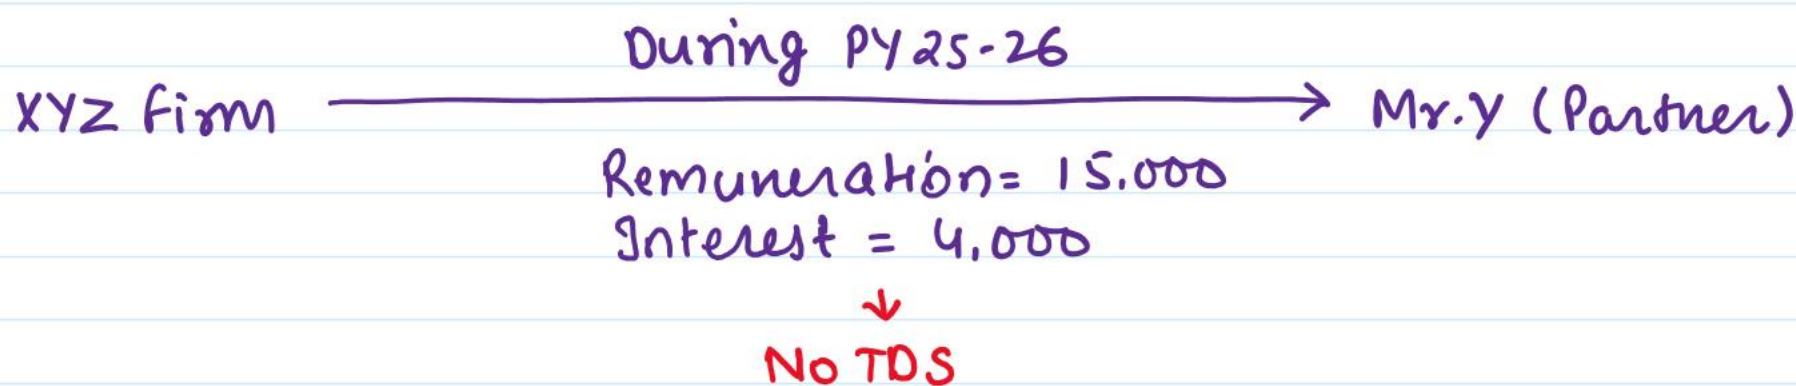 During PY 25-26
XYZ Firm → Mr. Y (Partner)
Remuneration = 15,000
Interest = 4,000
↓
No TDS